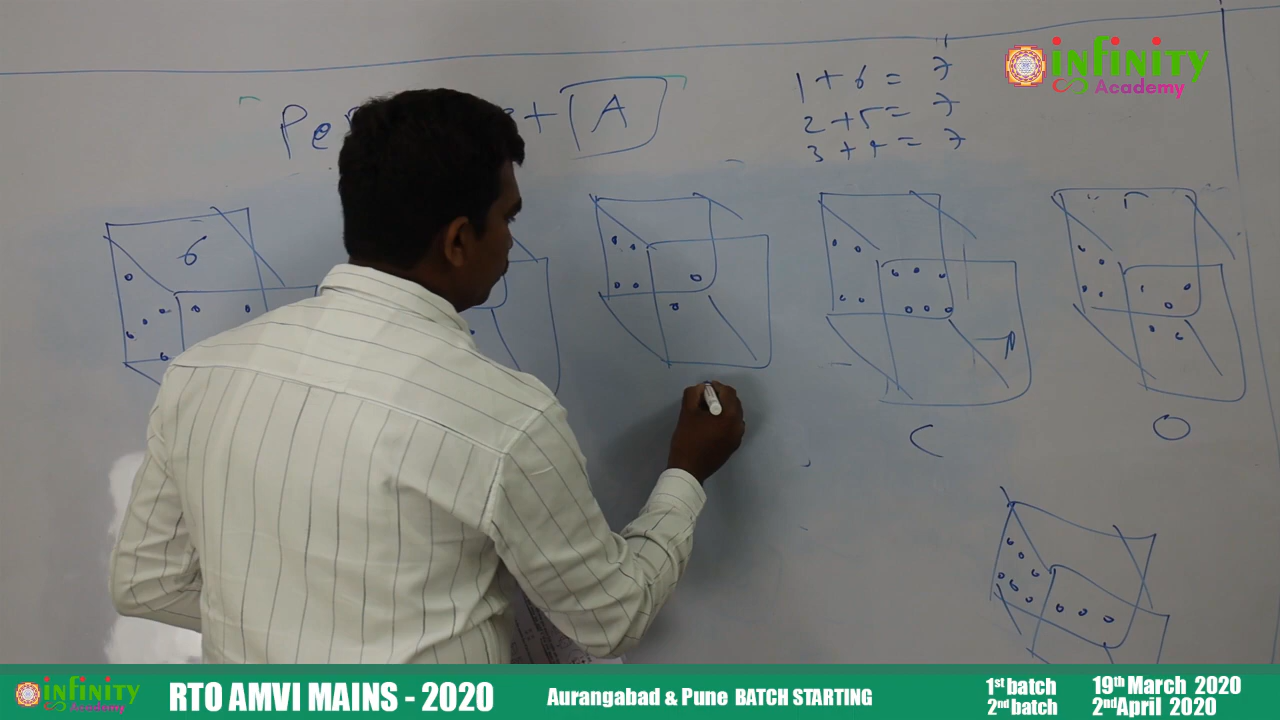 infinity
Academy
1 + 6 = 7
2 + 5 = 7
3 + 4 = 7
Pe
+ A
6
C
O
infinity
Academy
RTO AMVI MAINS - 2020
Aurangabad & Pune BATCH STARTING
1st batch 19th March 2020
2nd batch 2nd April 2020